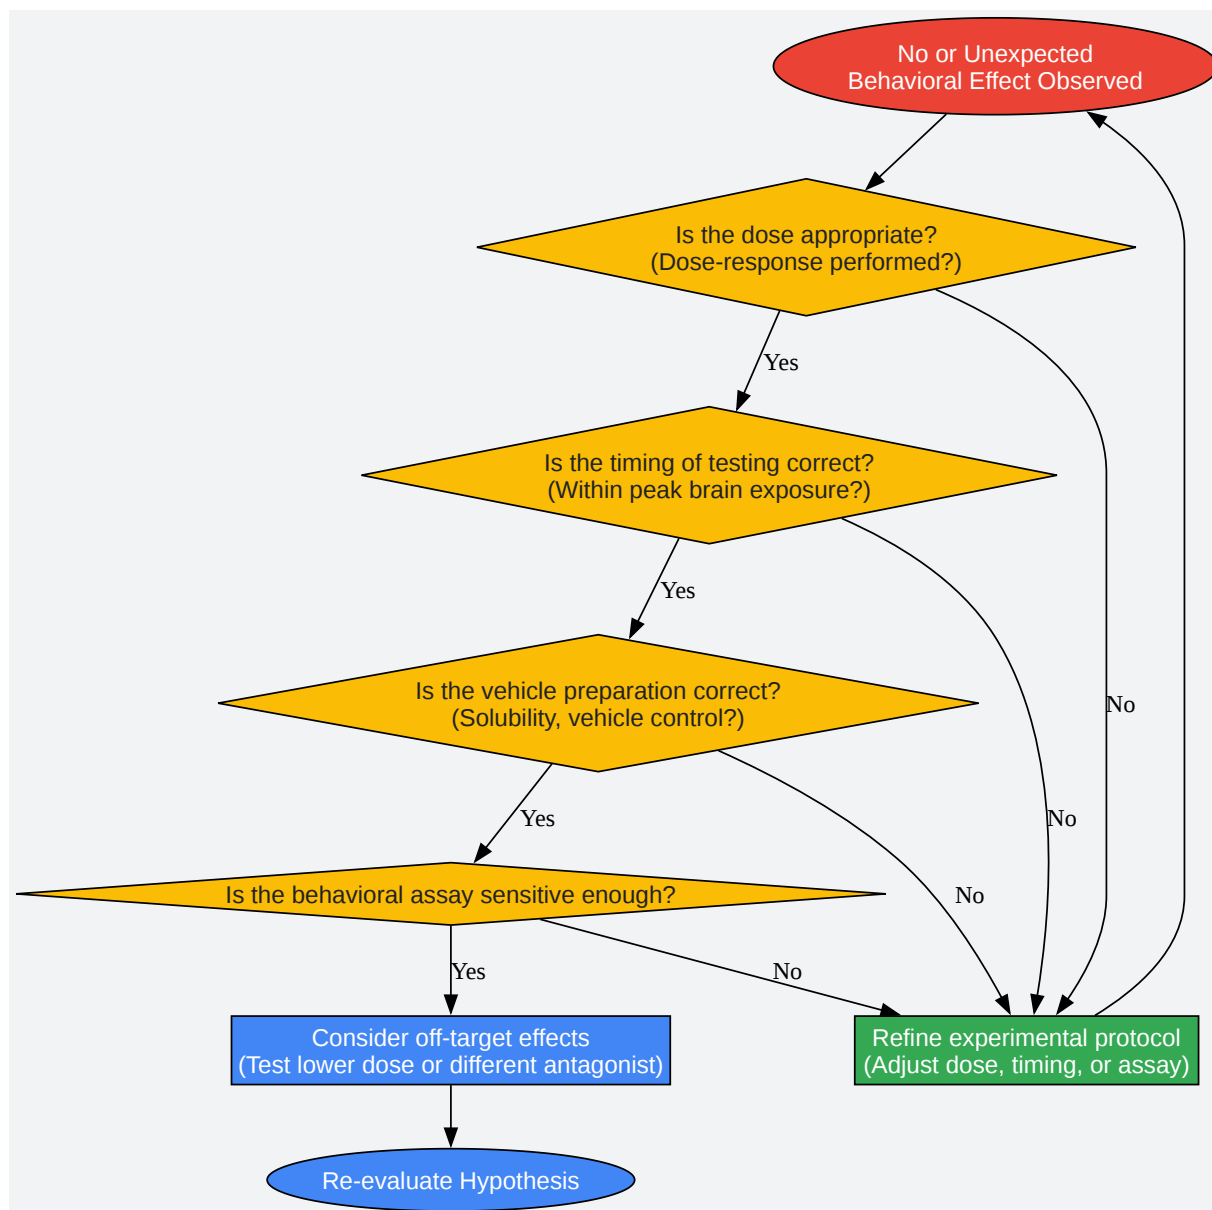 No or Unexpected
Behavioral Effect Observed
Is the dose appropriate?
(Dose-response performed?)
Yes
Is the timing of testing correct?
(Within peak brain exposure?)
Yes
Is the vehicle preparation correct?
(Solubility, vehicle control?)
No
Yes
No
Is the behavioral assay sensitive enough?
No
Yes
No
Consider off-target effects
(Test lower dose or different antagonist)
Refine experimental protocol
(Adjust dose, timing, or assay)
Re-evaluate Hypothesis